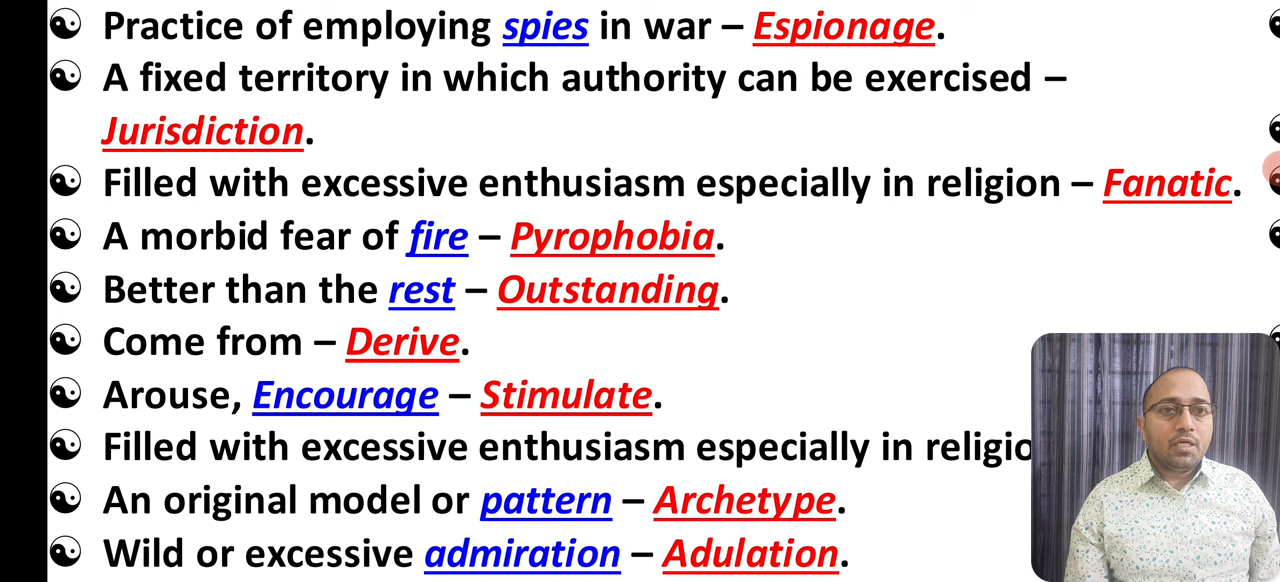 Practice of employing spies in war – Espionage.
A fixed territory in which authority can be exercised –
Jurisdiction.
Filled with excessive enthusiasm especially in religion – Fanatic.
A morbid fear of fire – Pyrophobia.
Better than the rest – Outstanding.
Come from – Derive.
Arouse, Encourage – Stimulate.
Filled with excessive enthusiasm especially in
An original model or pattern – Archetype.
Wild or excessive admiration – Adulation.